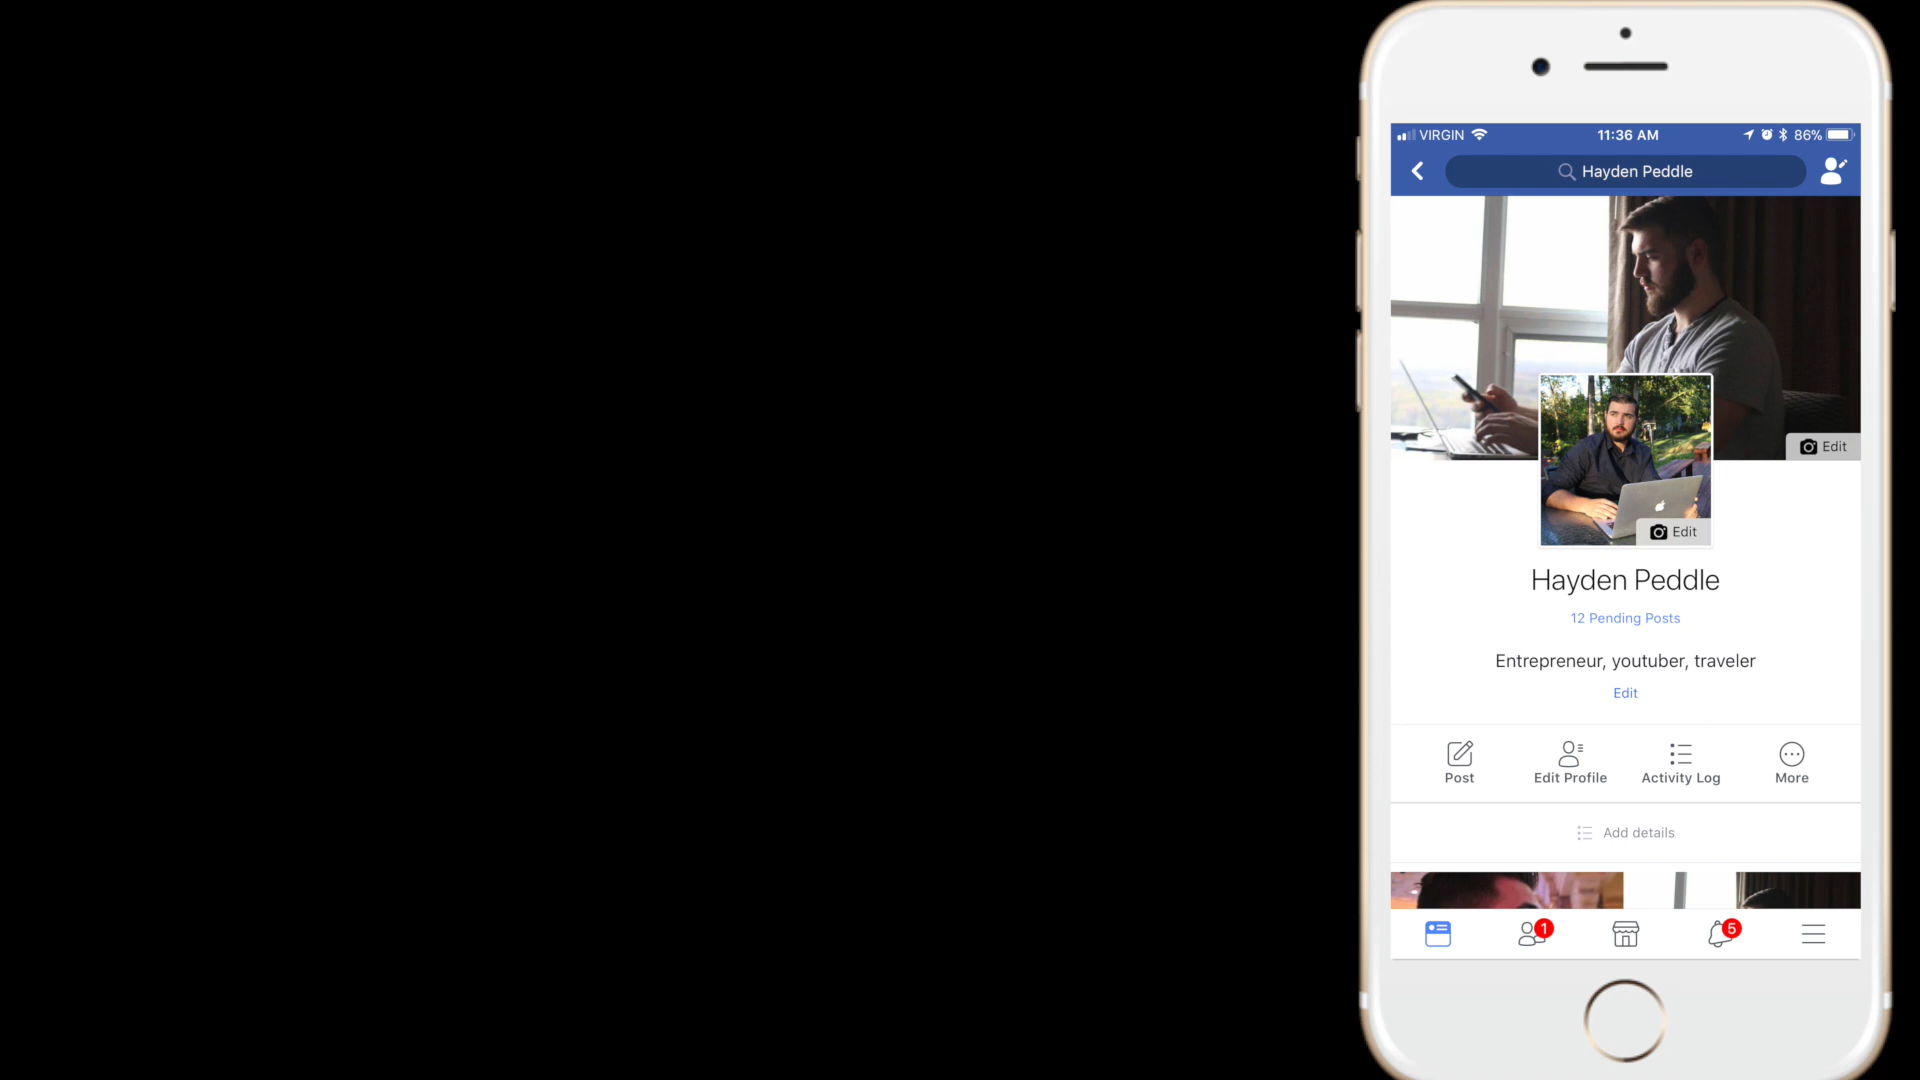 VIRGIN 11:36 AM 86%
Hayden Peddle
Edit
Edit
Hayden Peddle
12 Pending Posts
Entrepreneur, youtuber, traveler
Edit
Post Edit Profile Activity Log More
Add details
1 5